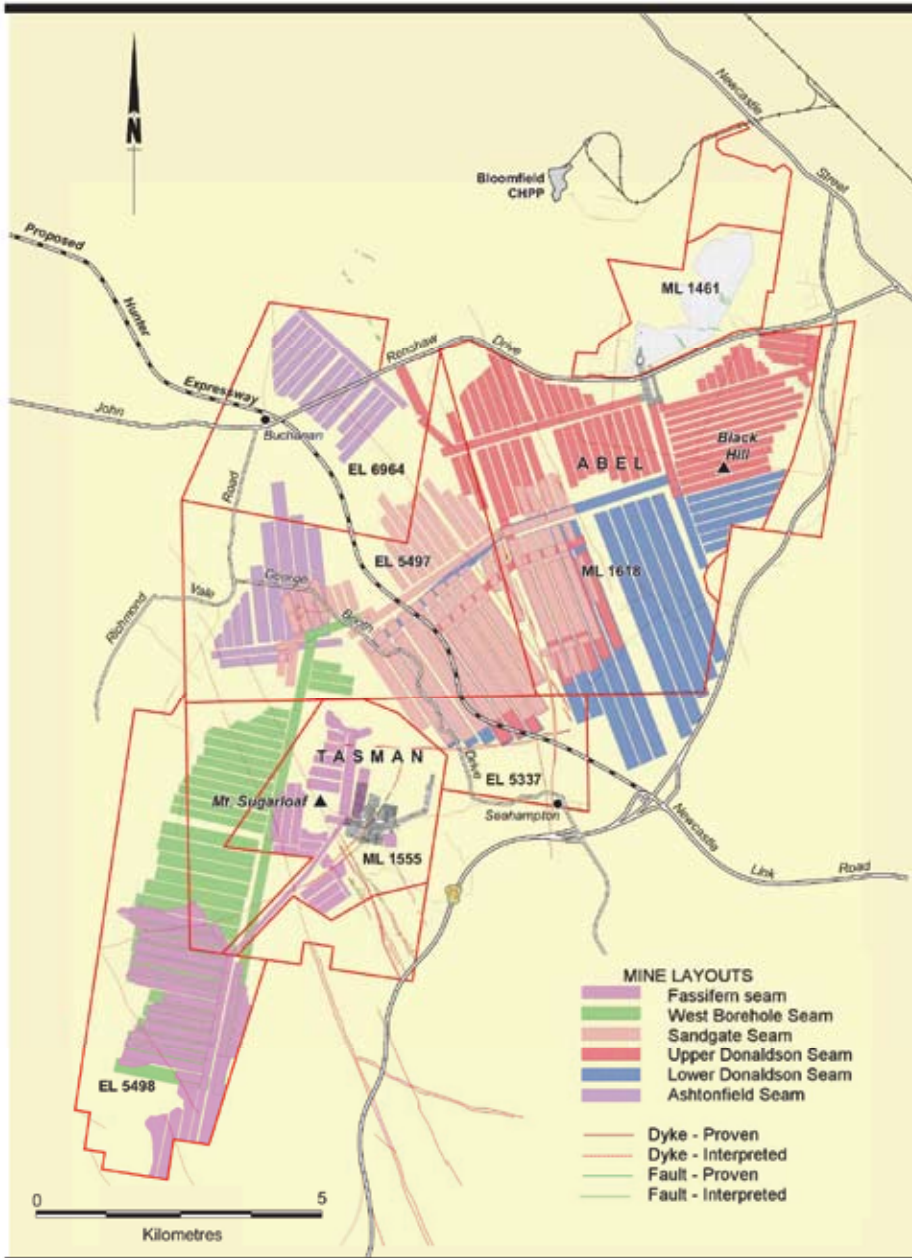 N
Newcastle
Street
Bloomfield
CHPP
Proposed
Hunter
Expressway
ML 1461
Renshaw
Drive
John
Buchanan
ABEL
Black
Hill
EL 6964
Road
EL 5497
ML 1618
George
Booth
Drive
Vale
Richmond
TASMAN
EL 5337
Mt. Sugarloaf
Seahampton
ML 1555
Newcastle
Link
Road
EL 5498
MINE LAYOUTS
Fassifern seam
West Borehole Seam
Sandgate Seam
Upper Donaldson Seam
Lower Donaldson Seam
Ashtonfield Seam
Dyke - Proven
Dyke - Interpreted
Fault - Proven
Fault - Interpreted
0 5
Kilometres